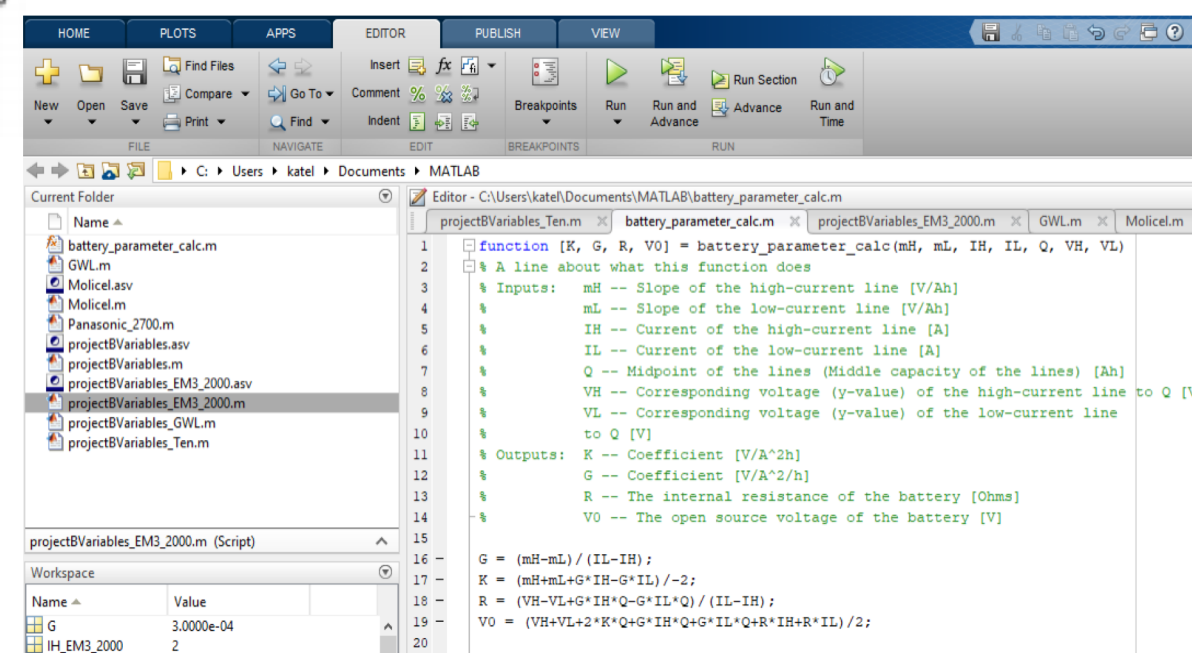 HOME PLOTS APPS EDITOR PUBLISH VIEW
Find Files Insert fx
New Open Save Compare Go To Comment Breakpoints Run Run and Advance Run Section Advance Run and Time
Print Find Indent
FILE NAVIGATE EDIT BREAKPOINTS RUN
C: Users katel Documents MATLAB
Current Folder
Name
battery_parameter_calc.m
GWL.m
Molicel.asv
Molicel.m
Panasonic_2700.m
projectBVariables.asv
projectBVariables.m
projectBVariables_EM3_2000.asv
projectBVariables_EM3_2000.m
projectBVariables_GWL.m
projectBVariables_Ten.m
projectBVariables_EM3_2000.m (Script)
Workspace
Name Value
G 3.0000e-04
IH_EM3_2000 2
Editor - C:\Users\katel\Documents\MATLAB\battery_parameter_calc.m
projectBVariables_Ten.m battery_parameter_calc.m projectBVariables_EM3_2000.m GWL.m Molicel.m
1 function [K, G, R, V0] = battery_parameter_calc(mH, mL, IH, IL, Q, VH, VL)
2 % A line about what this function does
3 % Inputs: mH -- Slope of the high-current line [V/Ah]
4 % mL -- Slope of the low-current line [V/Ah]
5 % IH -- Current of the high-current line [A]
6 % IL -- Current of the low-current line [A]
7 % Q -- Midpoint of the lines (Middle capacity of the lines) [Ah]
8 % VH -- Corresponding voltage (y-value) of the high-current line to Q [V
9 % VL -- Corresponding voltage (y-value) of the low-current line
10 % to Q [V]
11 % Outputs: K -- Coefficient [V/A^2h]
12 % G -- Coefficient [V/A^2/h]
13 % R -- The internal resistance of the battery [Ohms]
14 % V0 -- The open source voltage of the battery [V]
15
16 - G = (mH-mL)/(IL-IH);
17 - K = (mH+mL+G*IH-G*IL)/-2;
18 - R = (VH-VL+G*IH*Q-G*IL*Q)/(IL-IH);
19 - V0 = (VH+VL+2*K*Q+G*IH*Q+G*IL*Q+R*IH+R*IL)/2;
20